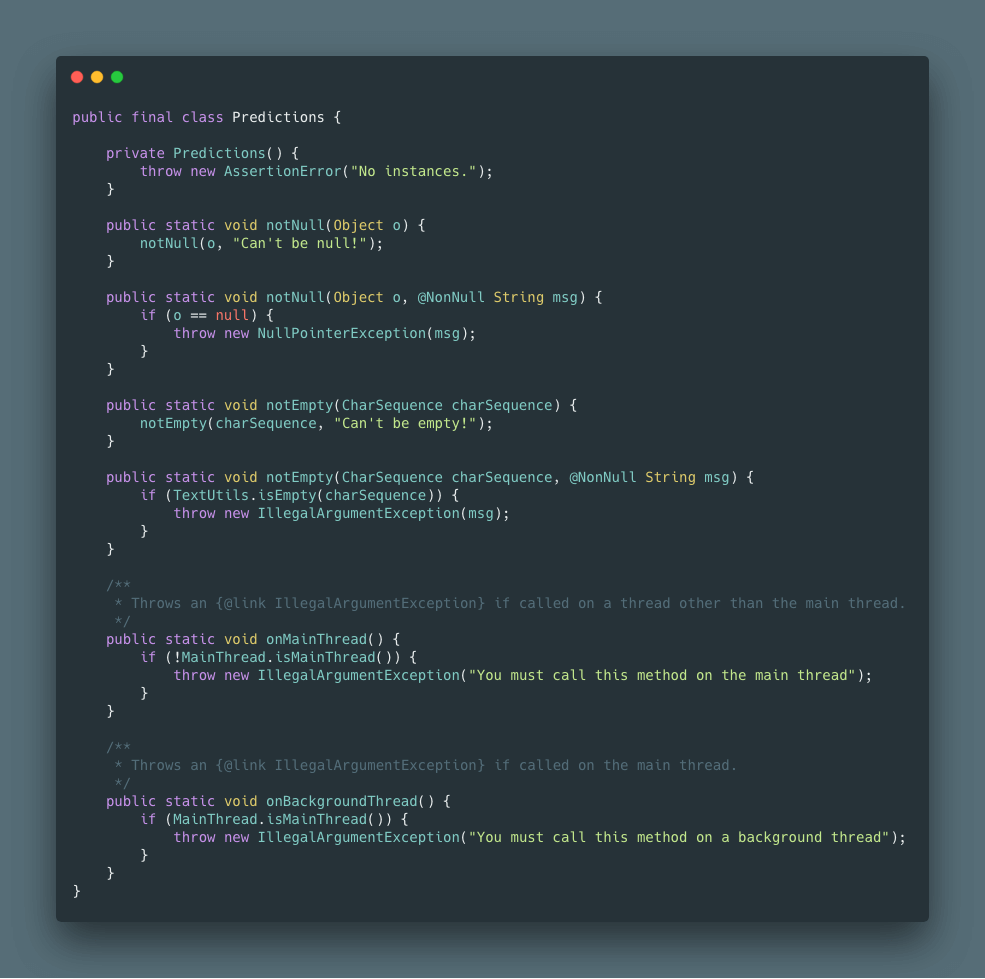 public final class Predictions {
    private Predictions() {
        throw new AssertionError("No instances.");
    }
    public static void notNull(Object o) {
        notNull(o, "Can't be null!");
    }
    public static void notNull(Object o, @NonNull String msg) {
        if (o == null) {
            throw new NullPointerException(msg);
        }
    }
    public static void notEmpty(CharSequence charSequence) {
        notEmpty(charSequence, "Can't be empty!");
    }
    public static void notEmpty(CharSequence charSequence, @NonNull String msg) {
        if (TextUtils.isEmpty(charSequence)) {
            throw new IllegalArgumentException(msg);
        }
    }
    /**
     * Throws an {@link IllegalArgumentException} if called on a thread other than the main thread.
     */
    public static void onMainThread() {
        if (!MainThread.isMainThread()) {
            throw new IllegalArgumentException("You must call this method on the main thread");
        }
    }
    /**
     * Throws an {@link IllegalArgumentException} if called on the main thread.
     */
    public static void onBackgroundThread() {
        if (MainThread.isMainThread()) {
            throw new IllegalArgumentException("You must call this method on a background thread");
        }
    }
}